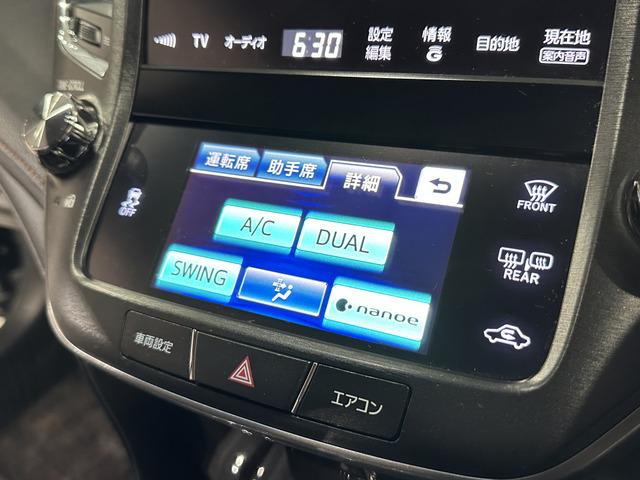 TV
オーディオ
6:30
設定
編集
情報
G
目的地
現在地
案内音声
運転席
助手席
詳細
A/C
DUAL
SWING
nanoe
OFF
FRONT
REAR
車両設定
エアコン